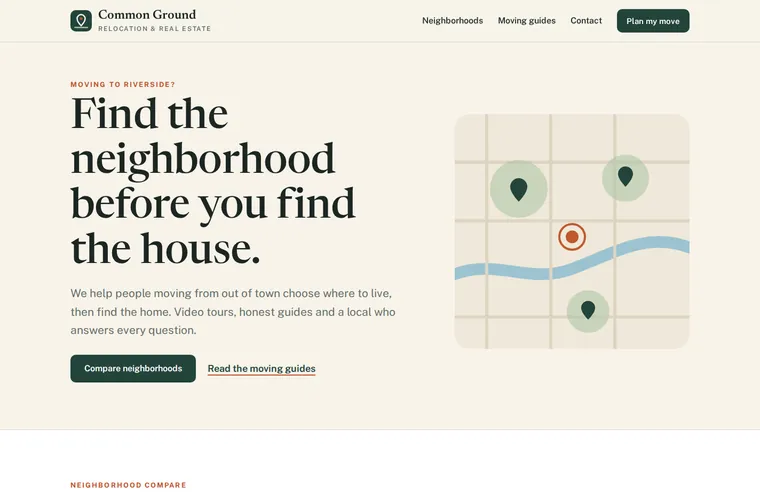 Common Ground
RELOCATION & REAL ESTATE
Neighborhoods
Moving guides
Contact
Plan my move
MOVING TO RIVERSIDE?
Find the
neighborhood
before you find
the house.
We help people moving from out of town choose where to live,
then find the home. Video tours, honest guides and a local who
answers every question.
Compare neighborhoods
Read the moving guides
NEIGHBORHOOD COMPARE